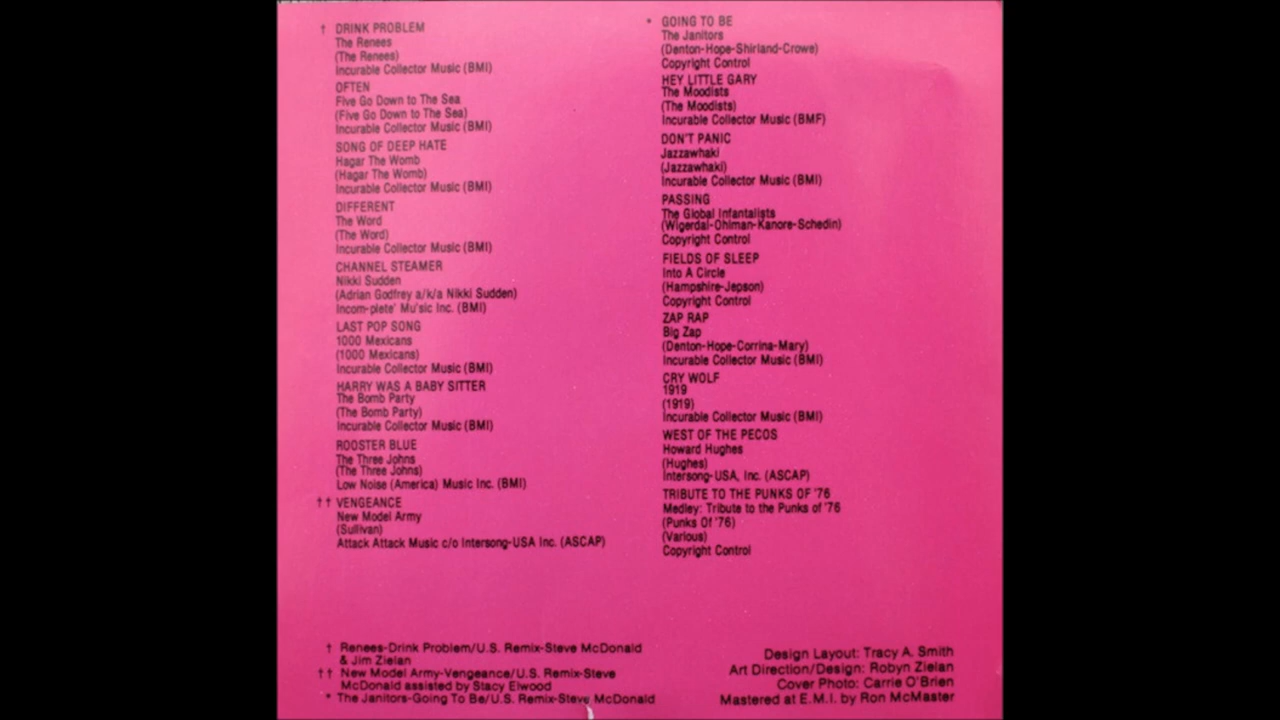 † DRINK PROBLEM
The Renees
(The Renees)
Incurable Collector Music (BMI)
OFTEN
Five Go Down to The Sea
(Five Go Down to The Sea)
Incurable Collector Music (BMI)
SONG OF DEEP HATE
Hagar The Womb
(Hagar The Womb)
Incurable Collector Music (BMI)
DIFFERENT
The Word
(The Word)
Incurable Collector Music (BMI)
CHANNEL STEAMER
Nikki Sudden
(Adrian Godfrey a/k/a Nikki Sudden)
Incom-plete' Mu'sic Inc. (BMI)
LAST POP SONG
1000 Mexicans
(1000 Mexicans)
Incurable Collector Music (BMI)
HARRY WAS A BABY SITTER
The Bomb Party
(The Bomb Party)
Incurable Collector Music (BMI)
ROOSTER BLUE
The Three Johns
(The Three Johns)
Low Noise (America) Music Inc. (BMI)
†† VENGEANCE
New Model Army
(Sullivan)
Attack Attack Music c/o Intersong-USA Inc. (ASCAP)
* GOING TO BE
The Janitors
(Denton-Hope-Shirland-Crowe)
Copyright Control
HEY LITTLE GARY
The Moodists
(The Moodists)
Incurable Collector Music (BMF)
DON'T PANIC
Jazzawhaki
(Jazzawhaki)
Incurable Collector Music (BMI)
PASSING
The Global Infantalists
(Wigerdal-Ohlman-Kanore-Schedin)
Copyright Control
FIELDS OF SLEEP
Into A Circle
(Hampshire-Jepson)
Copyright Control
ZAP RAP
Big Zap
(Denton-Hope-Corrina-Mary)
Incurable Collector Music (BMI)
CRY WOLF
1919
(1919)
Incurable Collector Music (BMI)
WEST OF THE PECOS
Howard Hughes
(Hughes)
Intersong-USA, Inc. (ASCAP)
TRIBUTE TO THE PUNKS OF '76
Medley: Tribute to the Punks of '76
(Punks Of '76)
(Various)
Copyright Control
† Renees-Drink Problem/U.S. Remix-Steve McDonald
& Jim Zielan
†† New Model Army-Vengeance/U.S. Remix-Steve
McDonald assisted by Stacy Elwood
* The Janitors-Going To Be/U.S. Remix-Steve McDonald
Design Layout: Tracy A. Smith
Art Direction/Design: Robyn Zielan
Cover Photo: Carrie O'Brien
Mastered at E.M.I. by Ron McMaster